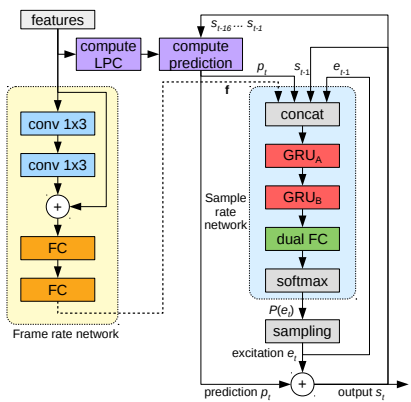 features
s_{t-16}... s_{t-1}
compute
LPC
compute
prediction
p_t
s_{t-1}
e_{t-1}
f
conv 1x3
conv 1x3
+
FC
FC
Frame rate network
concat
GRU_A
GRU_B
dual FC
softmax
Sample
rate
network
P(e_t)
sampling
excitation e_t
+
prediction p_t
output s_t